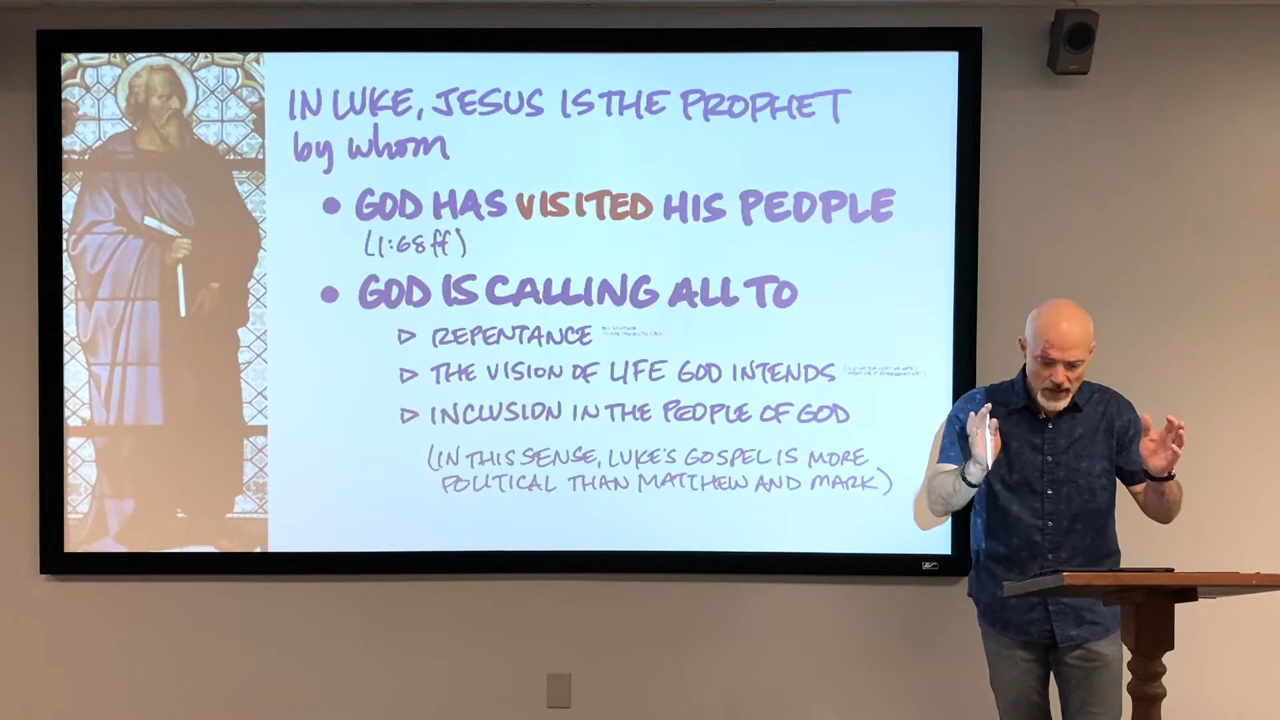 IN LUKE, JESUS IS THE PROPHET
by whom
• GOD HAS VISITED HIS PEOPLE
(1:68ff)
• GOD IS CALLING ALL TO
▷ REPENTANCE
▷ THE VISION OF LIFE GOD INTENDS
▷ INCLUSION IN THE PEOPLE OF GOD
(IN THIS SENSE, LUKE'S GOSPEL IS MORE
POLITICAL THAN MATTHEW AND MARK)